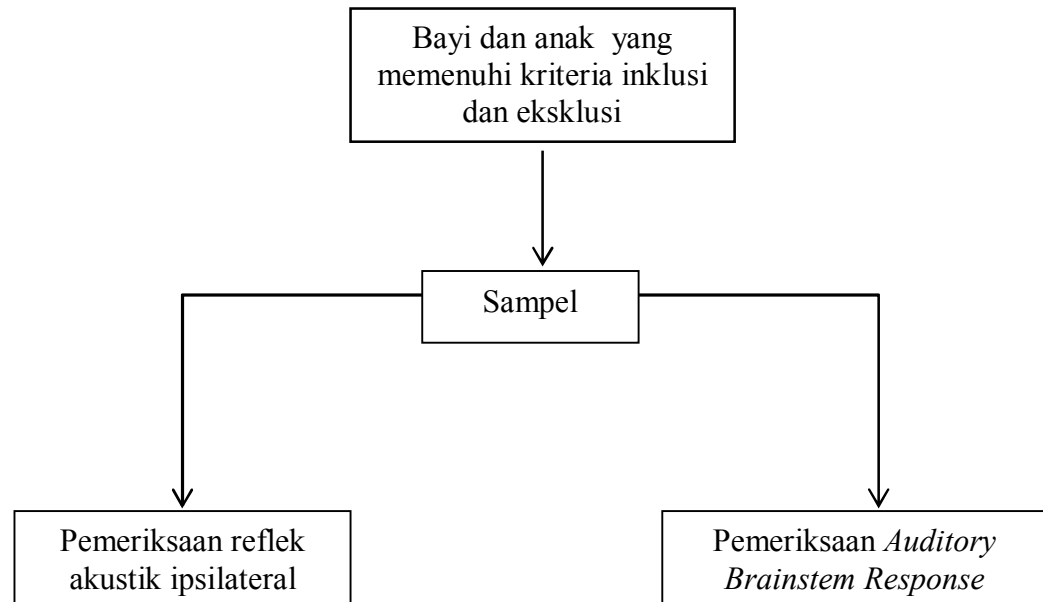 Bayi dan anak yang
memenuhi kriteria inklusi
dan eksklusi
Sampel
Pemeriksaan reflek
akustik ipsilateral
Pemeriksaan Auditory
Brainstem Response